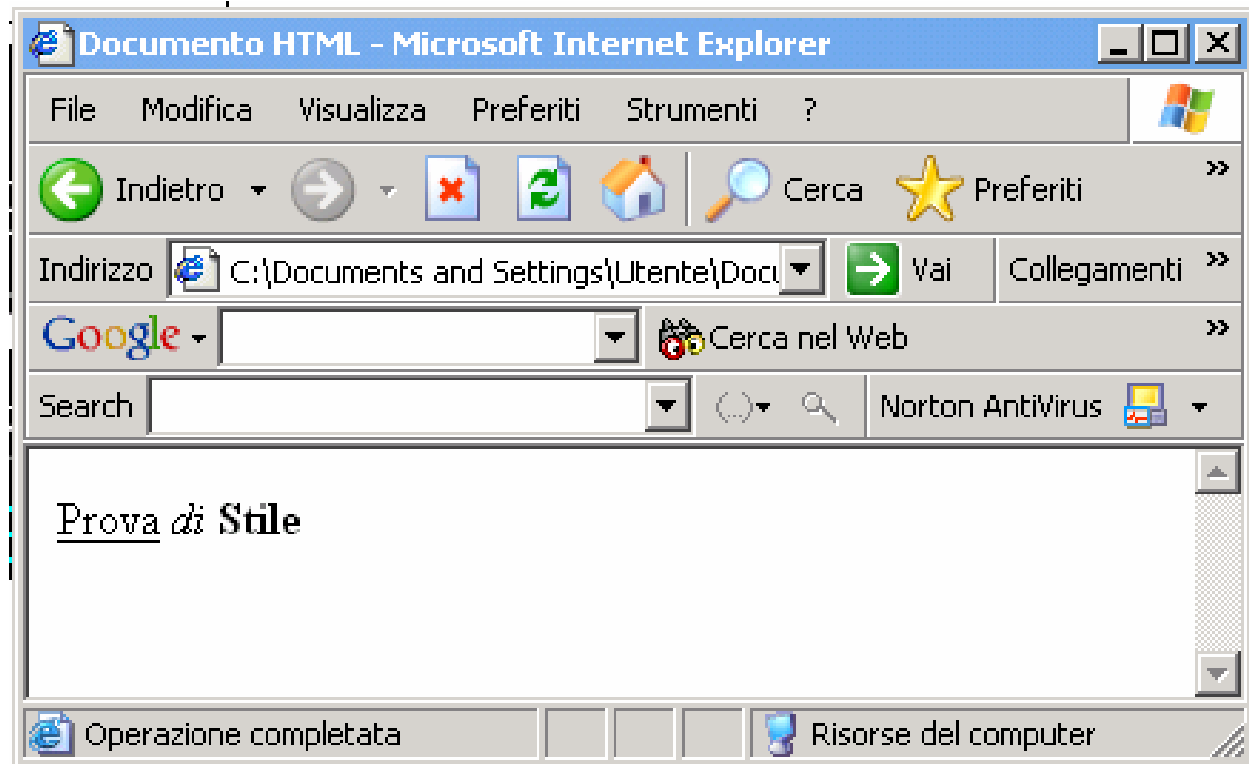 Documento HTML - Microsoft Internet Explorer
File Modifica Visualizza Preferiti Strumenti ?
Indietro Cerca Preferiti »
Indirizzo C:\Documents and Settings\Utente\Docu Vai Collegamenti »
Google Cerca nel Web »
Search (...) Norton AntiVirus
Prova di Stile
Operazione completata Risorse del computer